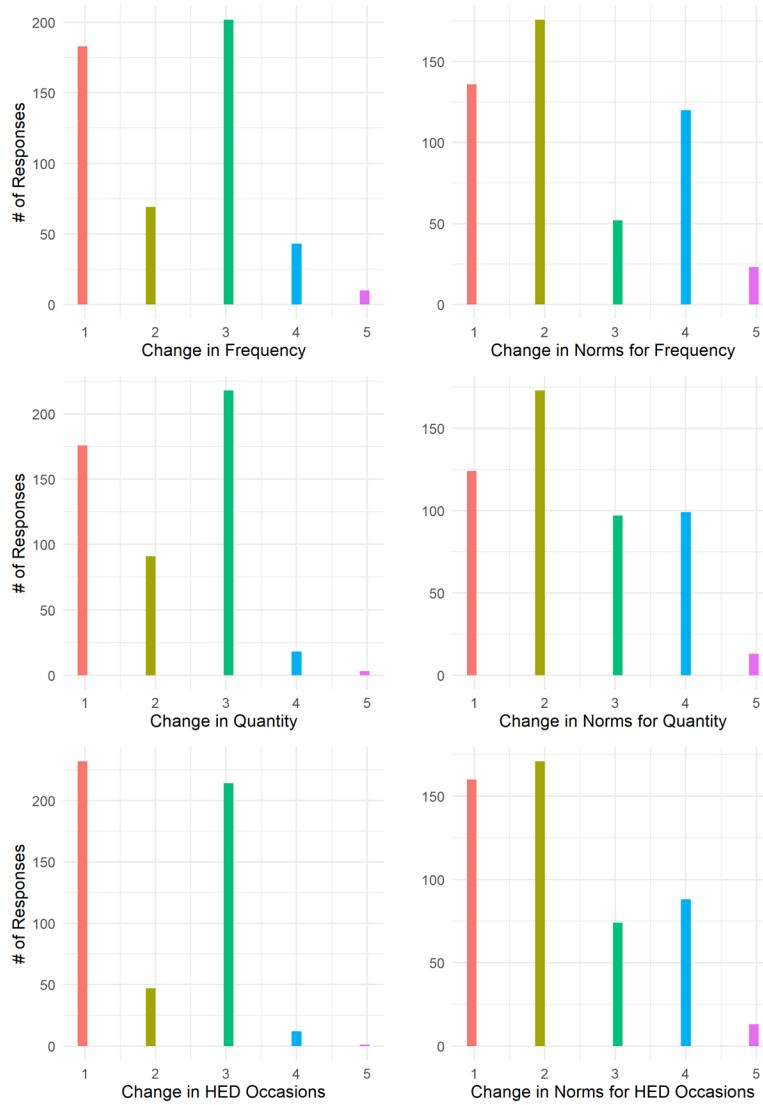 # of Responses
200
150
100
50
0
1 2 3 4 5
Change in Frequency
150
100
50
0
1 2 3 4 5
Change in Norms for Frequency
# of Responses
200
150
100
50
0
1 2 3 4 5
Change in Quantity
150
100
50
0
1 2 3 4 5
Change in Norms for Quantity
# of Responses
200
150
100
50
0
1 2 3 4 5
Change in HED Occasions
150
100
50
0
1 2 3 4 5
Change in Norms for HED Occasions